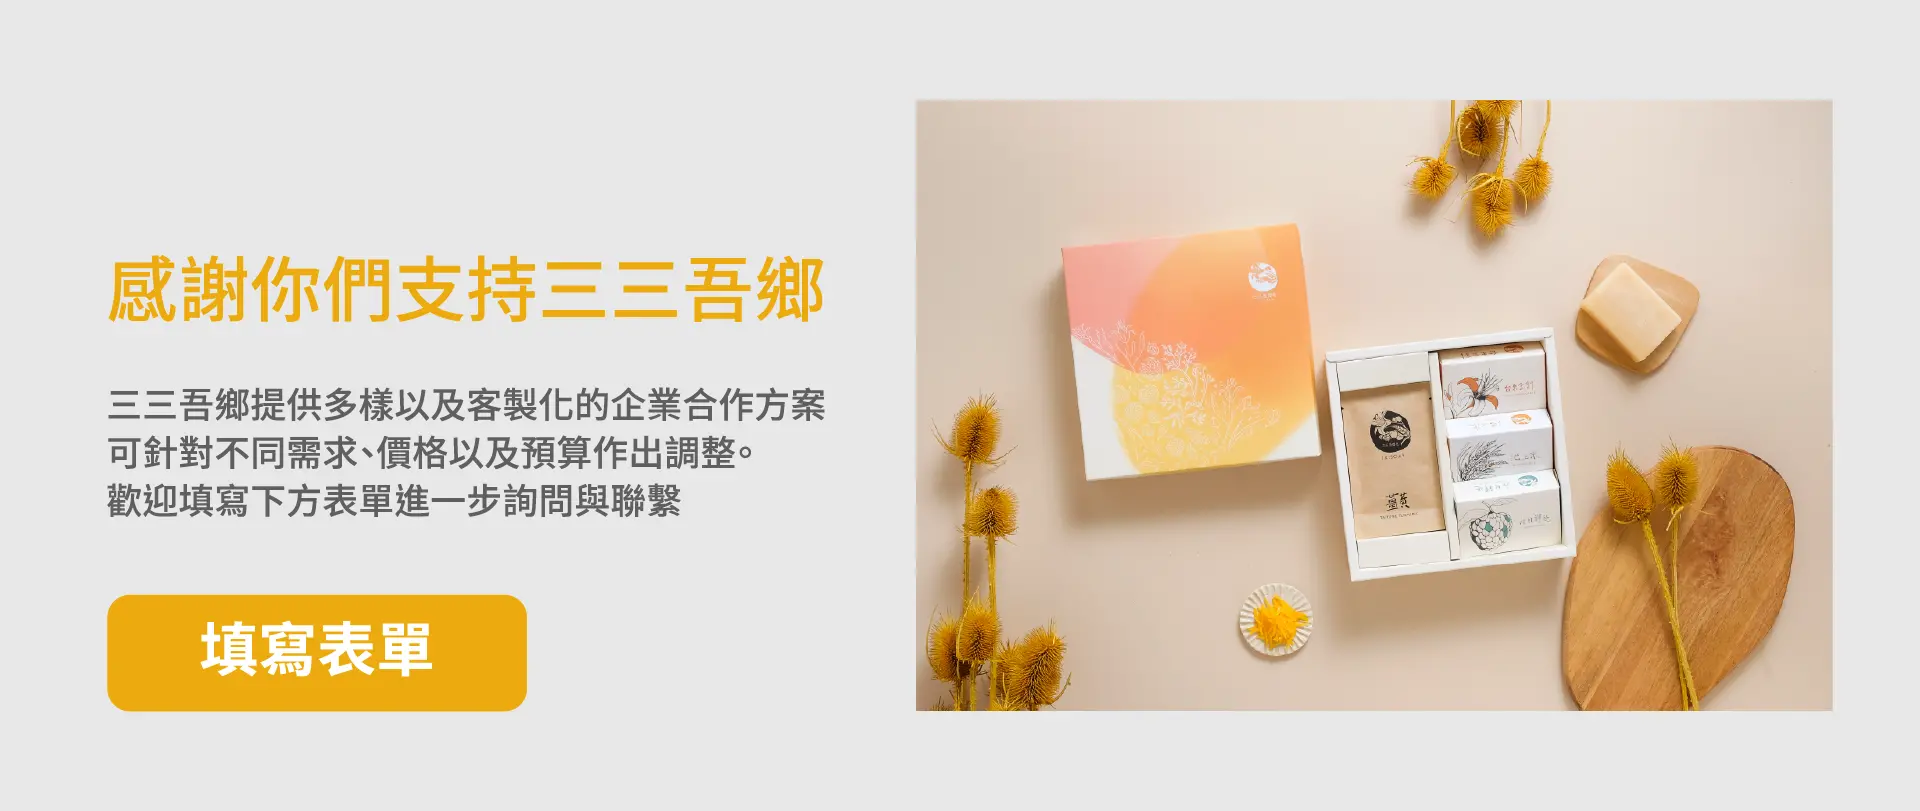 感謝你們支持三三吾鄉
三三吾鄉提供多樣以及客製化的企業合作方案
可針對不同需求、價格以及預算作出調整。
歡迎填寫下方表單進一步詢問與聯繫
填寫表單
薑黃